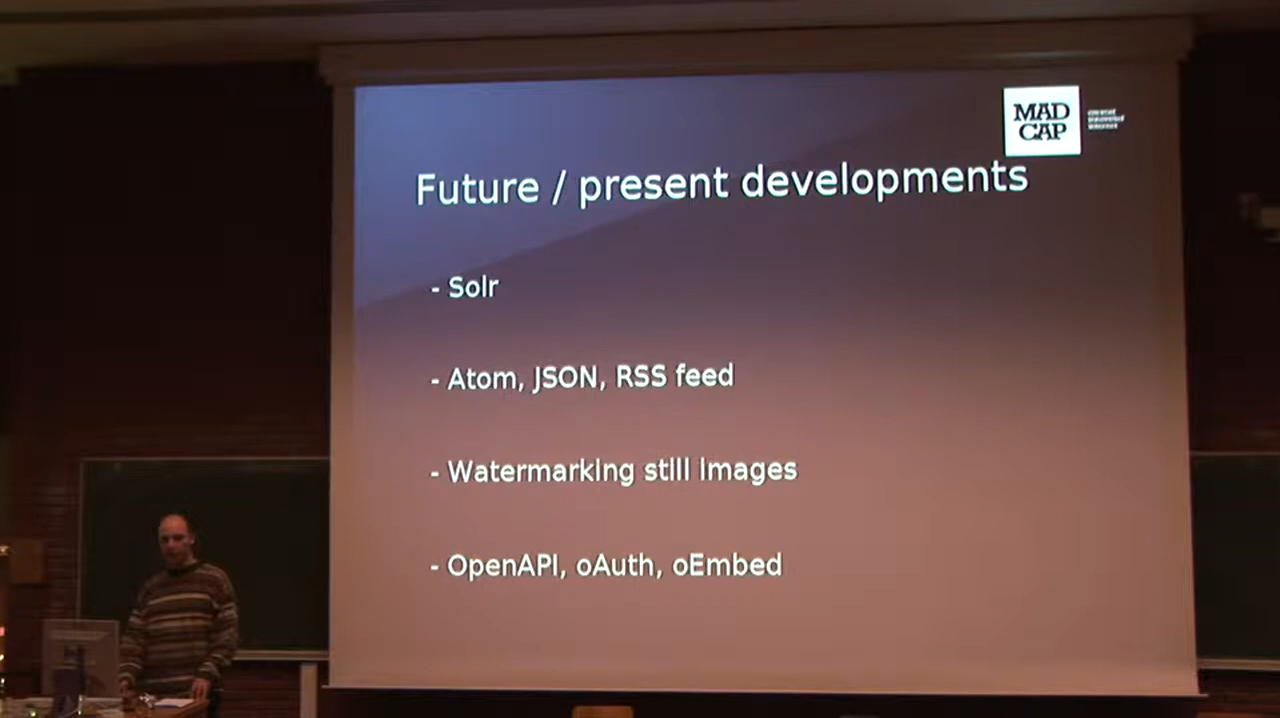 MAD
CAP
Future / present developments
- Solr
- Atom, JSON, RSS feed
- Watermarking still images
- OpenAPI, oAuth, oEmbed